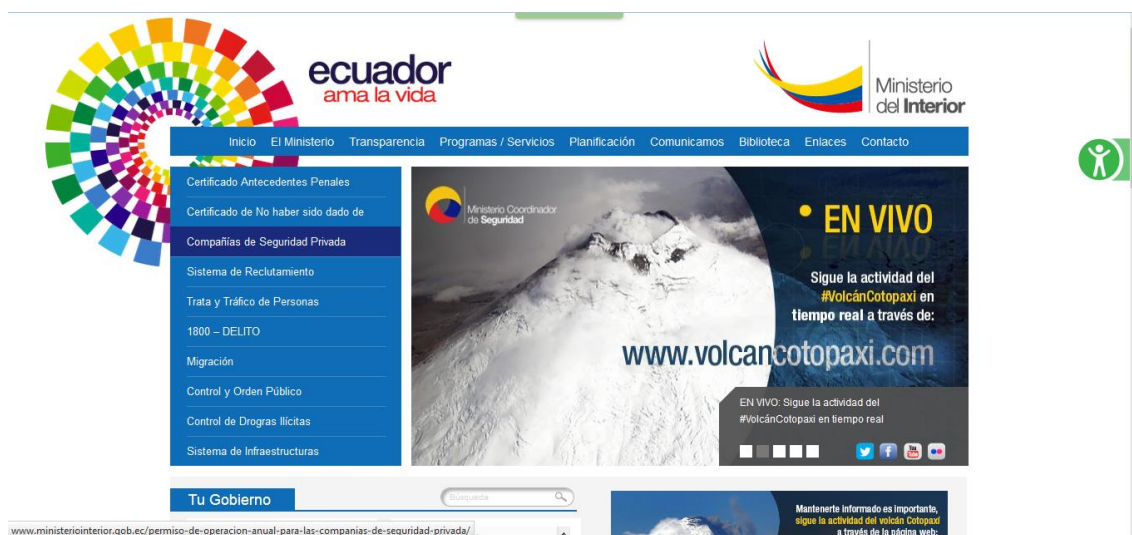 ecuador
ama la vida
Ministerio
del Interior
Inicio El Ministerio Transparencia Programas / Servicios Planificación Comunicamos Biblioteca Enlaces Contacto
Certificado Antecedentes Penales
Certificado de No haber sido dado de
Compañías de Seguridad Privada
Sistema de Reclutamiento
Trata y Tráfico de Personas
1800 – DELITO
Migración
Control y Orden Público
Control de Drogras Ilícitas
Sistema de Infraestructuras
Ministerio Coordinador
de Seguridad
EN VIVO
Sigue la actividad del
#VolcánCotopaxi en
tiempo real a través de:
www.volcancotopaxi.com
EN VIVO: Sigue la actividad del
#VolcánCotopaxi en tiempo real
You Tube
Tu Gobierno
Búsqueda
Mantenerte informado es importante,
sigue la actividad del volcán Cotopaxi
a través de la página web:
www.ministeriointerior.gob.ec/permiso-de-operacion-anual-para-las-companias-de-seguridad-privada/